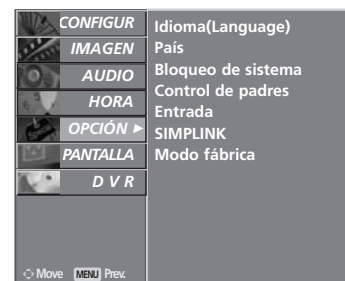 CONFIGUR
IMAGEN
AUDIO
HORA
OPCIÓN ►
PANTALLA
D V R
Idioma(Language)
País
Bloqueo de sistema
Control de padres
Entrada
SIMPLINK
Modo fábrica
Move MENU Prev.